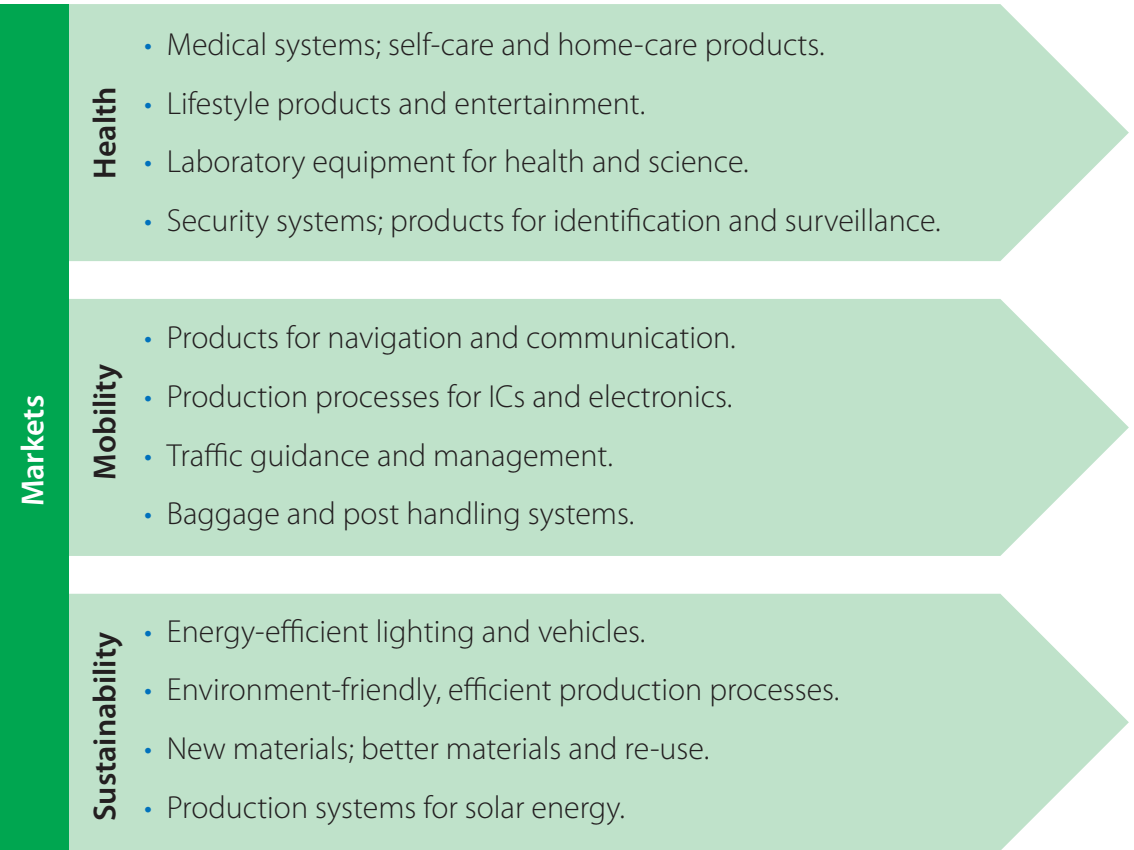 Markets
Health
• Medical systems; self-care and home-care products.
• Lifestyle products and entertainment.
• Laboratory equipment for health and science.
• Security systems; products for identification and surveillance.
Mobility
• Products for navigation and communication.
• Production processes for ICs and electronics.
• Traffic guidance and management.
• Baggage and post handling systems.
Sustainability
• Energy-efficient lighting and vehicles.
• Environment-friendly, efficient production processes.
• New materials; better materials and re-use.
• Production systems for solar energy.